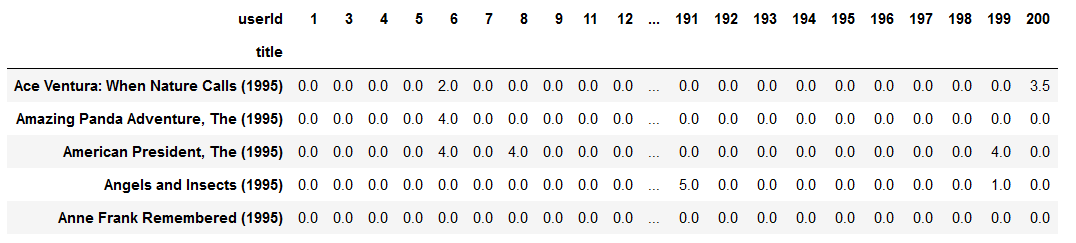 userId 1 3 4 5 6 7 8 9 11 12 ... 191 192 193 194 195 196 197 198 199 200
title
Ace Ventura: When Nature Calls (1995) 0.0 0.0 0.0 0.0 2.0 0.0 0.0 0.0 0.0 0.0 ... 0.0 0.0 0.0 0.0 0.0 0.0 0.0 0.0 0.0 3.5
Amazing Panda Adventure, The (1995) 0.0 0.0 0.0 0.0 4.0 0.0 0.0 0.0 0.0 0.0 ... 0.0 0.0 0.0 0.0 0.0 0.0 0.0 0.0 0.0 0.0
American President, The (1995) 0.0 0.0 0.0 0.0 4.0 0.0 4.0 0.0 0.0 0.0 ... 0.0 0.0 0.0 0.0 0.0 0.0 0.0 0.0 4.0 0.0
Angels and Insects (1995) 0.0 0.0 0.0 0.0 0.0 0.0 0.0 0.0 0.0 0.0 ... 5.0 0.0 0.0 0.0 0.0 0.0 0.0 0.0 1.0 0.0
Anne Frank Remembered (1995) 0.0 0.0 0.0 0.0 0.0 0.0 0.0 0.0 0.0 0.0 ... 0.0 0.0 0.0 0.0 0.0 0.0 0.0 0.0 0.0 0.0